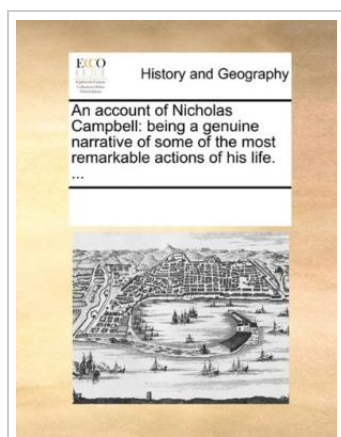 ECCO
History and Geography
An account of Nicholas
Campbell: being a genuine
narrative of some of the most
remarkable actions of his life.
...